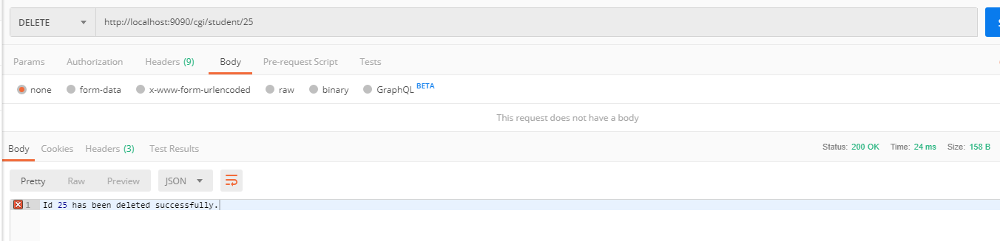 DELETE http://localhost:9090/cgi/student/25
Params Authorization Headers (9) Body Pre-request Script Tests
none form-data x-www-form-urlencoded raw binary GraphQL BETA
This request does not have a body
Body Cookies Headers (3) Test Results Status: 200 OK Time: 24 ms Size: 158 B
Pretty Raw Preview JSON
1 Id 25 has been deleted successfully.